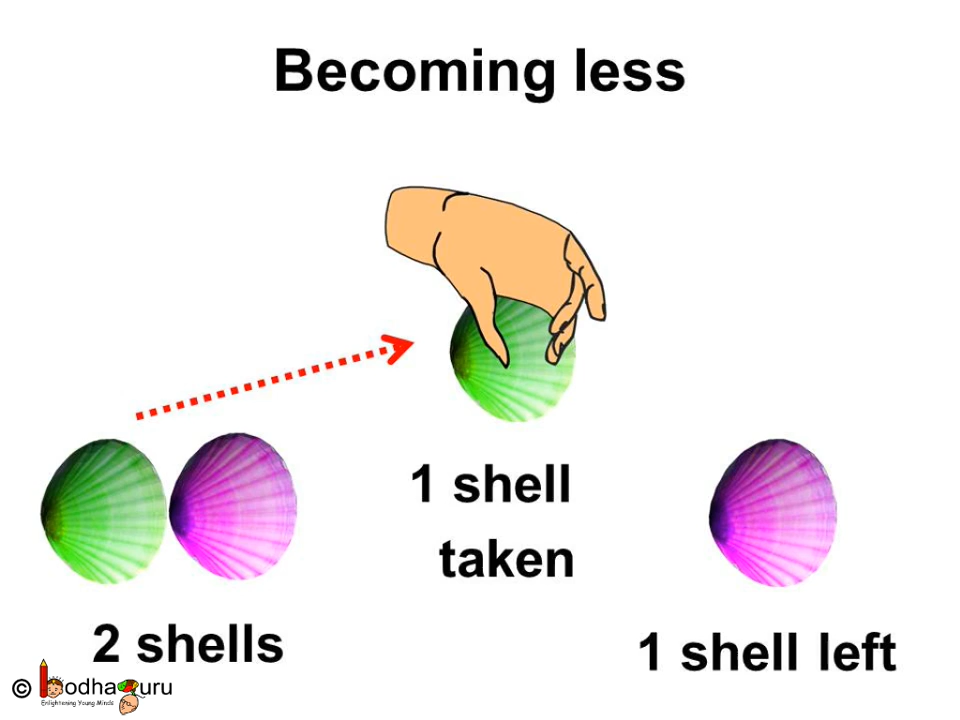 Becoming less
1 shell
taken
2 shells
1 shell left
© BodhaGuru
Enlightening Young Minds